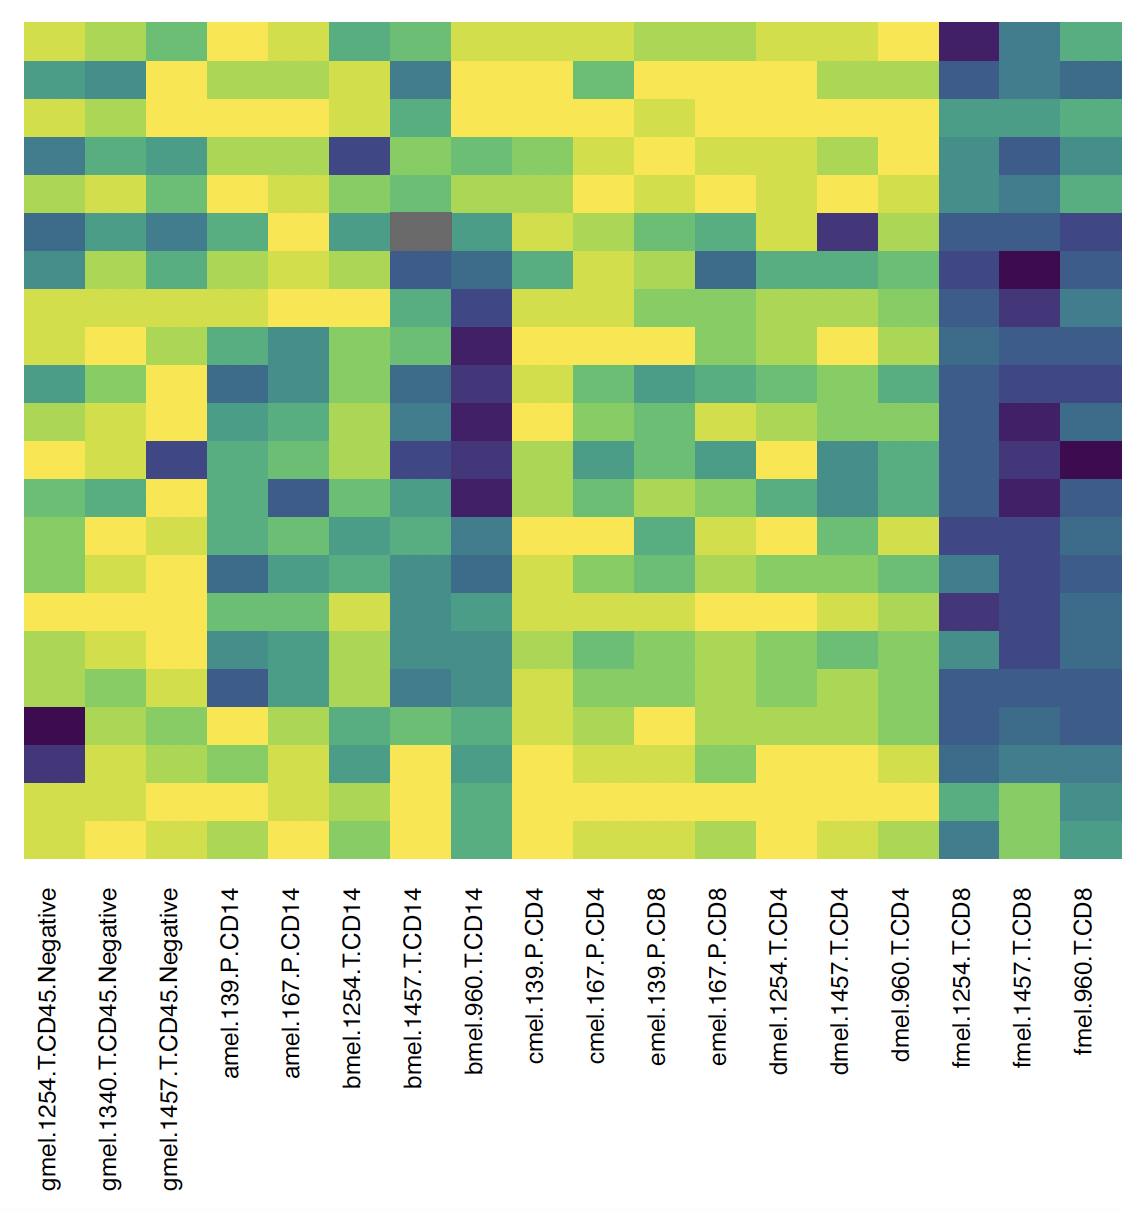 gmel.1254.T.CD45.Negative
gmel.1340.T.CD45.Negative
gmel.1457.T.CD45.Negative
amel.139.P.CD14
amel.167.P.CD14
bmel.1254.T.CD14
bmel.1457.T.CD14
bmel.960.T.CD14
cmel.139.P.CD4
cmel.167.P.CD4
emel.139.P.CD8
emel.167.P.CD8
dmel.1254.T.CD4
dmel.1457.T.CD4
dmel.960.T.CD4
fmel.1254.T.CD8
fmel.1457.T.CD8
fmel.960.T.CD8